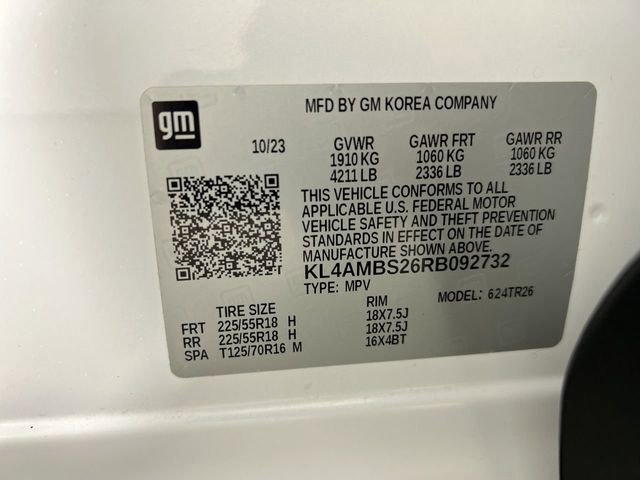 gm
MFD BY GM KOREA COMPANY
10/23 GVWR GAWR FRT GAWR RR
1910 KG 1060 KG 1060 KG
4211 LB 2336 LB 2336 LB
THIS VEHICLE CONFORMS TO ALL
APPLICABLE U.S. FEDERAL MOTOR
VEHICLE SAFETY AND THEFT PREVENTION
STANDARDS IN EFFECT ON DATE OF
MANUFACTURE SHOWN ABOVE.
KL4AMBS26RB092732
TYPE: MPV MODEL: 624TR26
TIRE SIZE RIM
FRT 225/55R18 H 18X7.5J
RR 225/55R18 H 18X7.5J
SPA T125/70R16 M 16X4BT